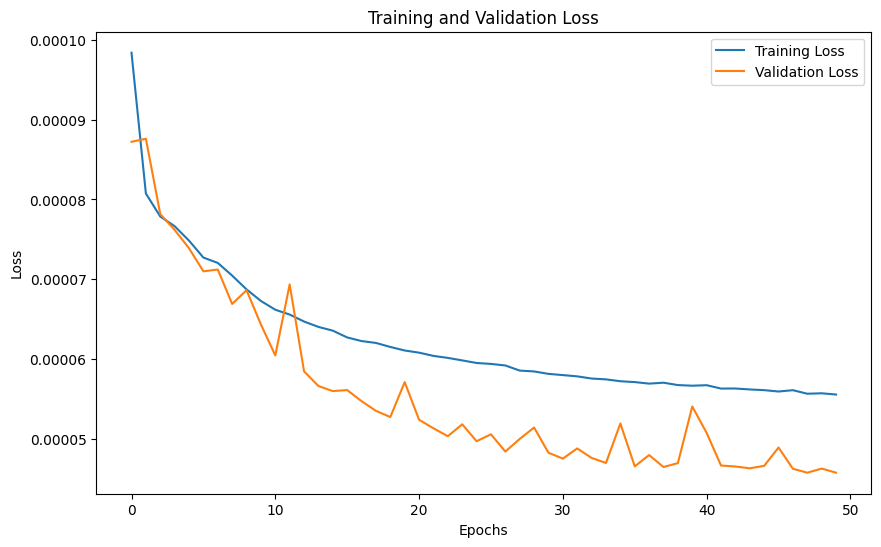 Training and Validation Loss
Training Loss
Validation Loss
0.00010
0.00009
0.00008
0.00007
0.00006
0.00005
Loss
0
10
20
30
40
50
Epochs